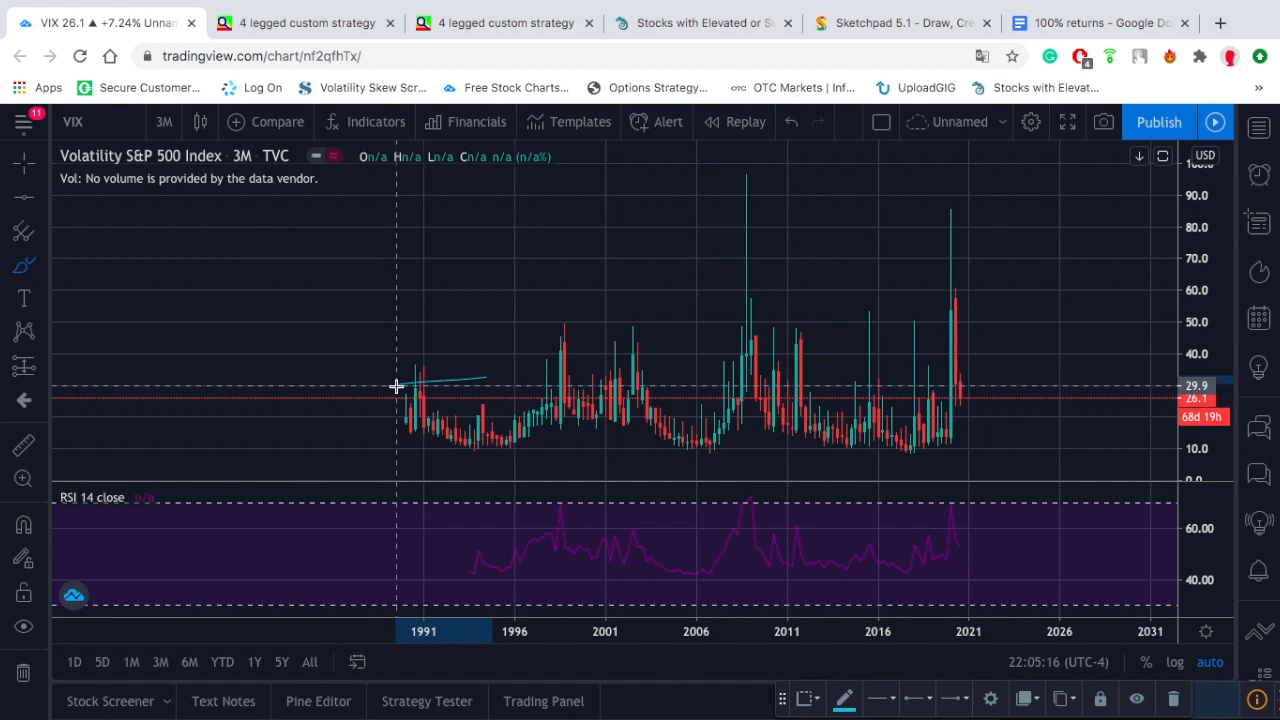 VIX 26.1 ▲ +7.24% Unnam
4 legged custom strategy
4 legged custom strategy
Stocks with Elevated or Su
Sketchpad 5.1 - Draw, Cre
100% returns - Google Do
tradingview.com/chart/nf2qfhTx/
4
Apps
Secure Customer...
Log On
Volatility Skew Scr...
Free Stock Charts...
Options Strategy...
OTC Markets | Inf...
UploadGIG
Stocks with Elevat...
»
11
VIX
3M
Compare
Indicators
Financials
Templates
Alert
Replay
Unnamed
Publish
Volatility S&P 500 Index · 3M · TVC
On/a Hn/a Ln/a Cn/a n/a (n/a%)
USD
Vol: No volume is provided by the data vendor.
100.0
90.0
80.0
70.0
60.0
50.0
40.0
29.9
26.1
68d 19h
10.0
0.0
RSI 14 close n/a
60.00
40.00
1991 1996 2001 2006 2011 2016 2021 2026 2031
1D 5D 1M 3M 6M YTD 1Y 5Y All
22:05:16 (UTC-4)
% log auto
Stock Screener
Text Notes
Pine Editor
Strategy Tester
Trading Panel